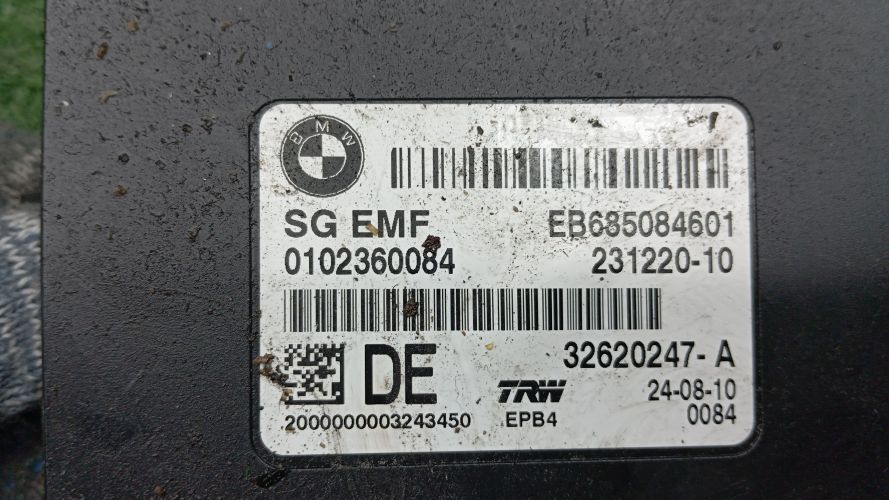 BMW
SG EMF EB685084601
0102360084 231220-10
DE 32620247-A
TRW 24-08-10
2000000003243450 EPB4 0084